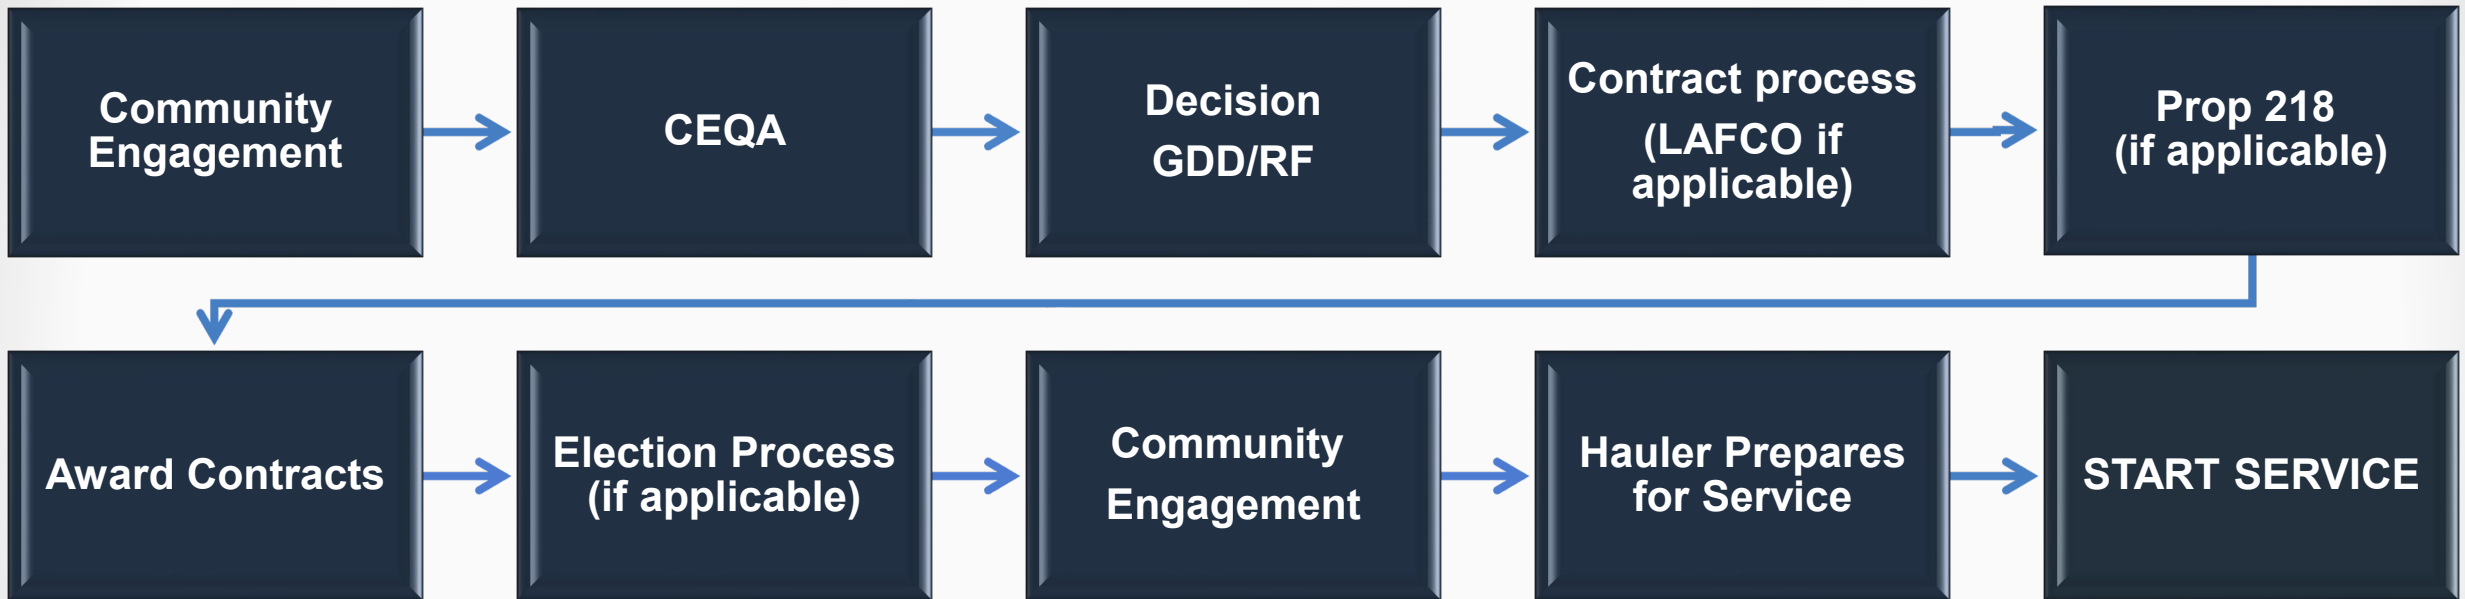 Community
Engagement
CEQA
Decision
GDD/RF
Contract process
(LAFCO if
applicable)
Prop 218
(if applicable)
Award Contracts
Election Process
(if applicable)
Community
Engagement
Hauler Prepares
for Service
START SERVICE